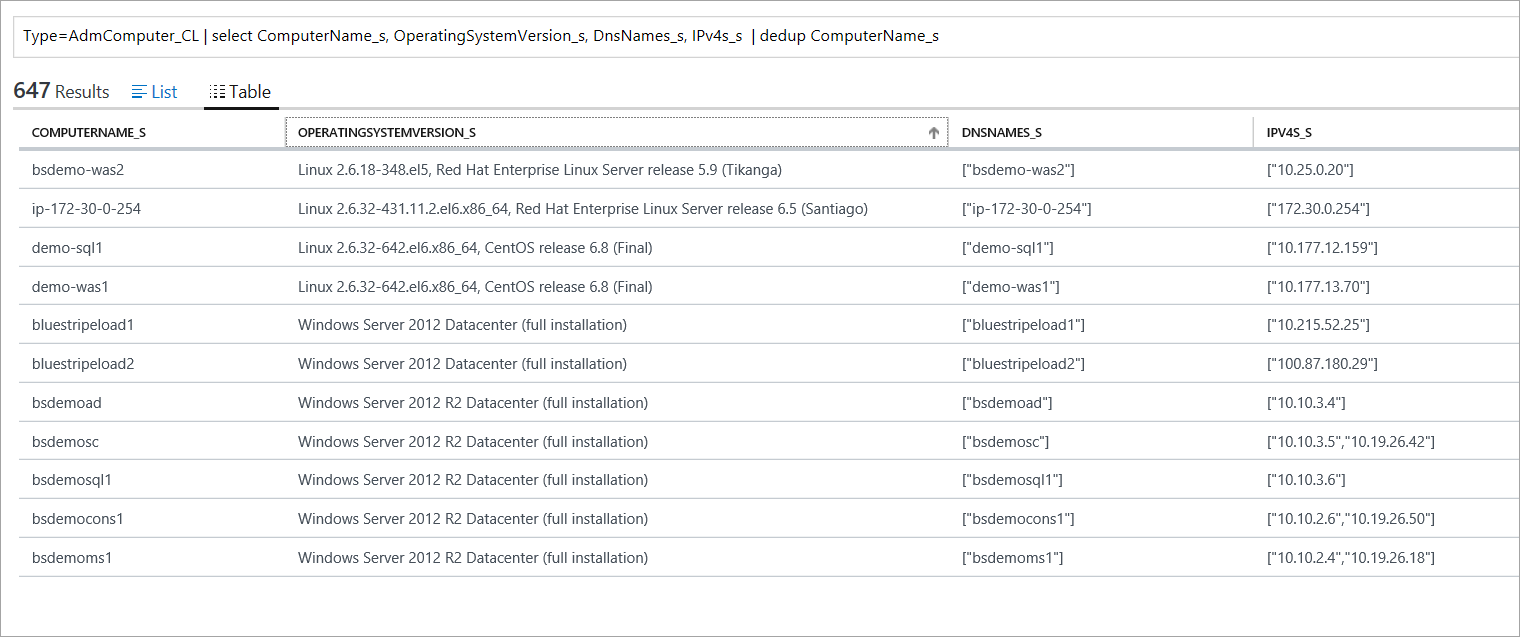 Type=AdmComputer_CL | select ComputerName_s, OperatingSystemVersion_s, DnsNames_s, IPv4s_s | dedup ComputerName_s
647 Results List Table
COMPUTERNAME_S OPERATINGSYSTEMVERSION_S DNSNAMES_S IPV4S_S
bsdemo-was2 Linux 2.6.18-348.el5, Red Hat Enterprise Linux Server release 5.9 (Tikanga) ["bsdemo-was2"] ["10.25.0.20"]
ip-172-30-0-254 Linux 2.6.32-431.11.2.el6.x86_64, Red Hat Enterprise Linux Server release 6.5 (Santiago) ["ip-172-30-0-254"] ["172.30.0.254"]
demo-sql1 Linux 2.6.32-642.el6.x86_64, CentOS release 6.8 (Final) ["demo-sql1"] ["10.177.12.159"]
demo-was1 Linux 2.6.32-642.el6.x86_64, CentOS release 6.8 (Final) ["demo-was1"] ["10.177.13.70"]
bluestripeload1 Windows Server 2012 Datacenter (full installation) ["bluestripeload1"] ["10.215.52.25"]
bluestripeload2 Windows Server 2012 Datacenter (full installation) ["bluestripeload2"] ["100.87.180.29"]
bsdemoad Windows Server 2012 R2 Datacenter (full installation) ["bsdemoad"] ["10.10.3.4"]
bsdemosc Windows Server 2012 R2 Datacenter (full installation) ["bsdemosc"] ["10.10.3.5","10.19.26.42"]
bsdemosql1 Windows Server 2012 R2 Datacenter (full installation) ["bsdemosql1"] ["10.10.3.6"]
bsdemocons1 Windows Server 2012 R2 Datacenter (full installation) ["bsdemocons1"] ["10.10.2.6","10.19.26.50"]
bsdemoms1 Windows Server 2012 R2 Datacenter (full installation) ["bsdemoms1"] ["10.10.2.4","10.19.26.18"]